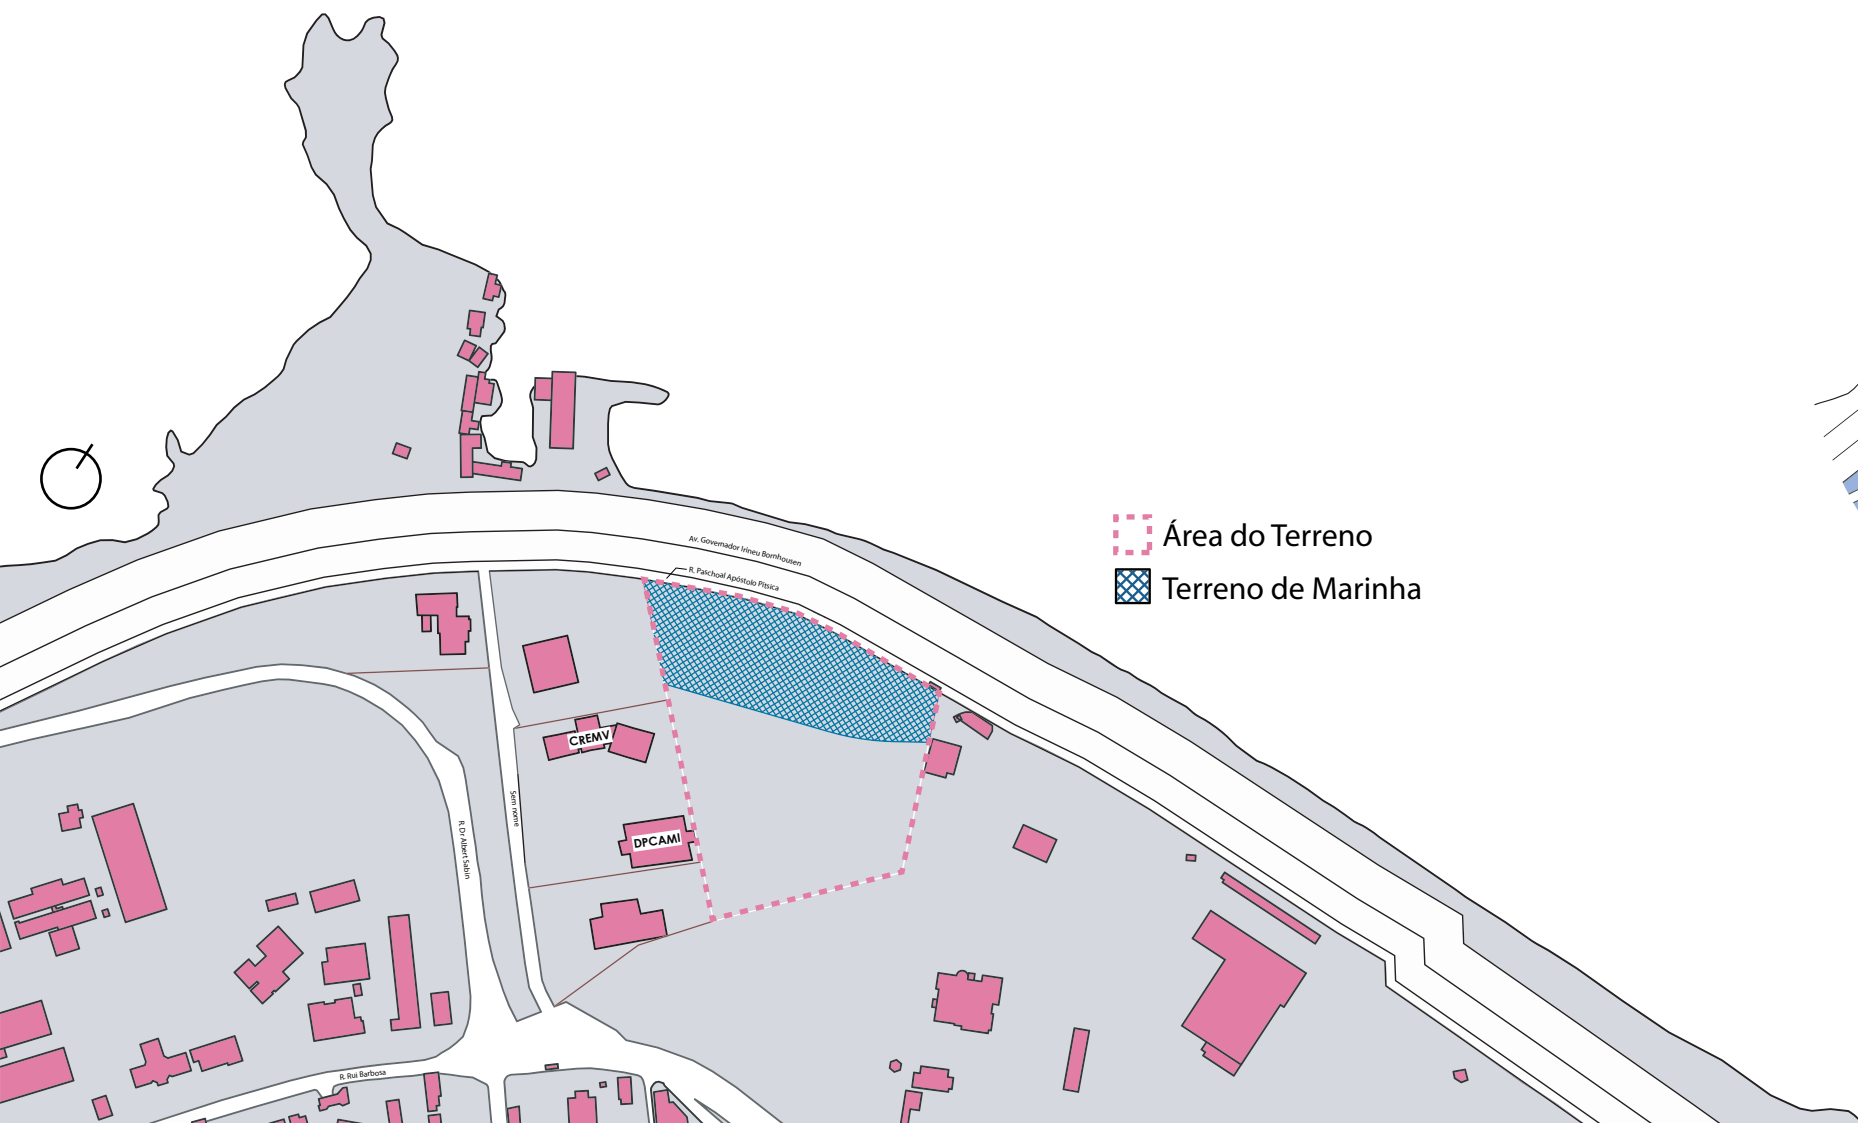 Av. Governador Irineu Bornhousen
R. Paschoal Apóstolo Pitsica
Área do Terreno
Terreno de Marinha
CREMV
Sem nome
DPCAMI
R. Dr Albert Sabin
R. Rui Barbosa